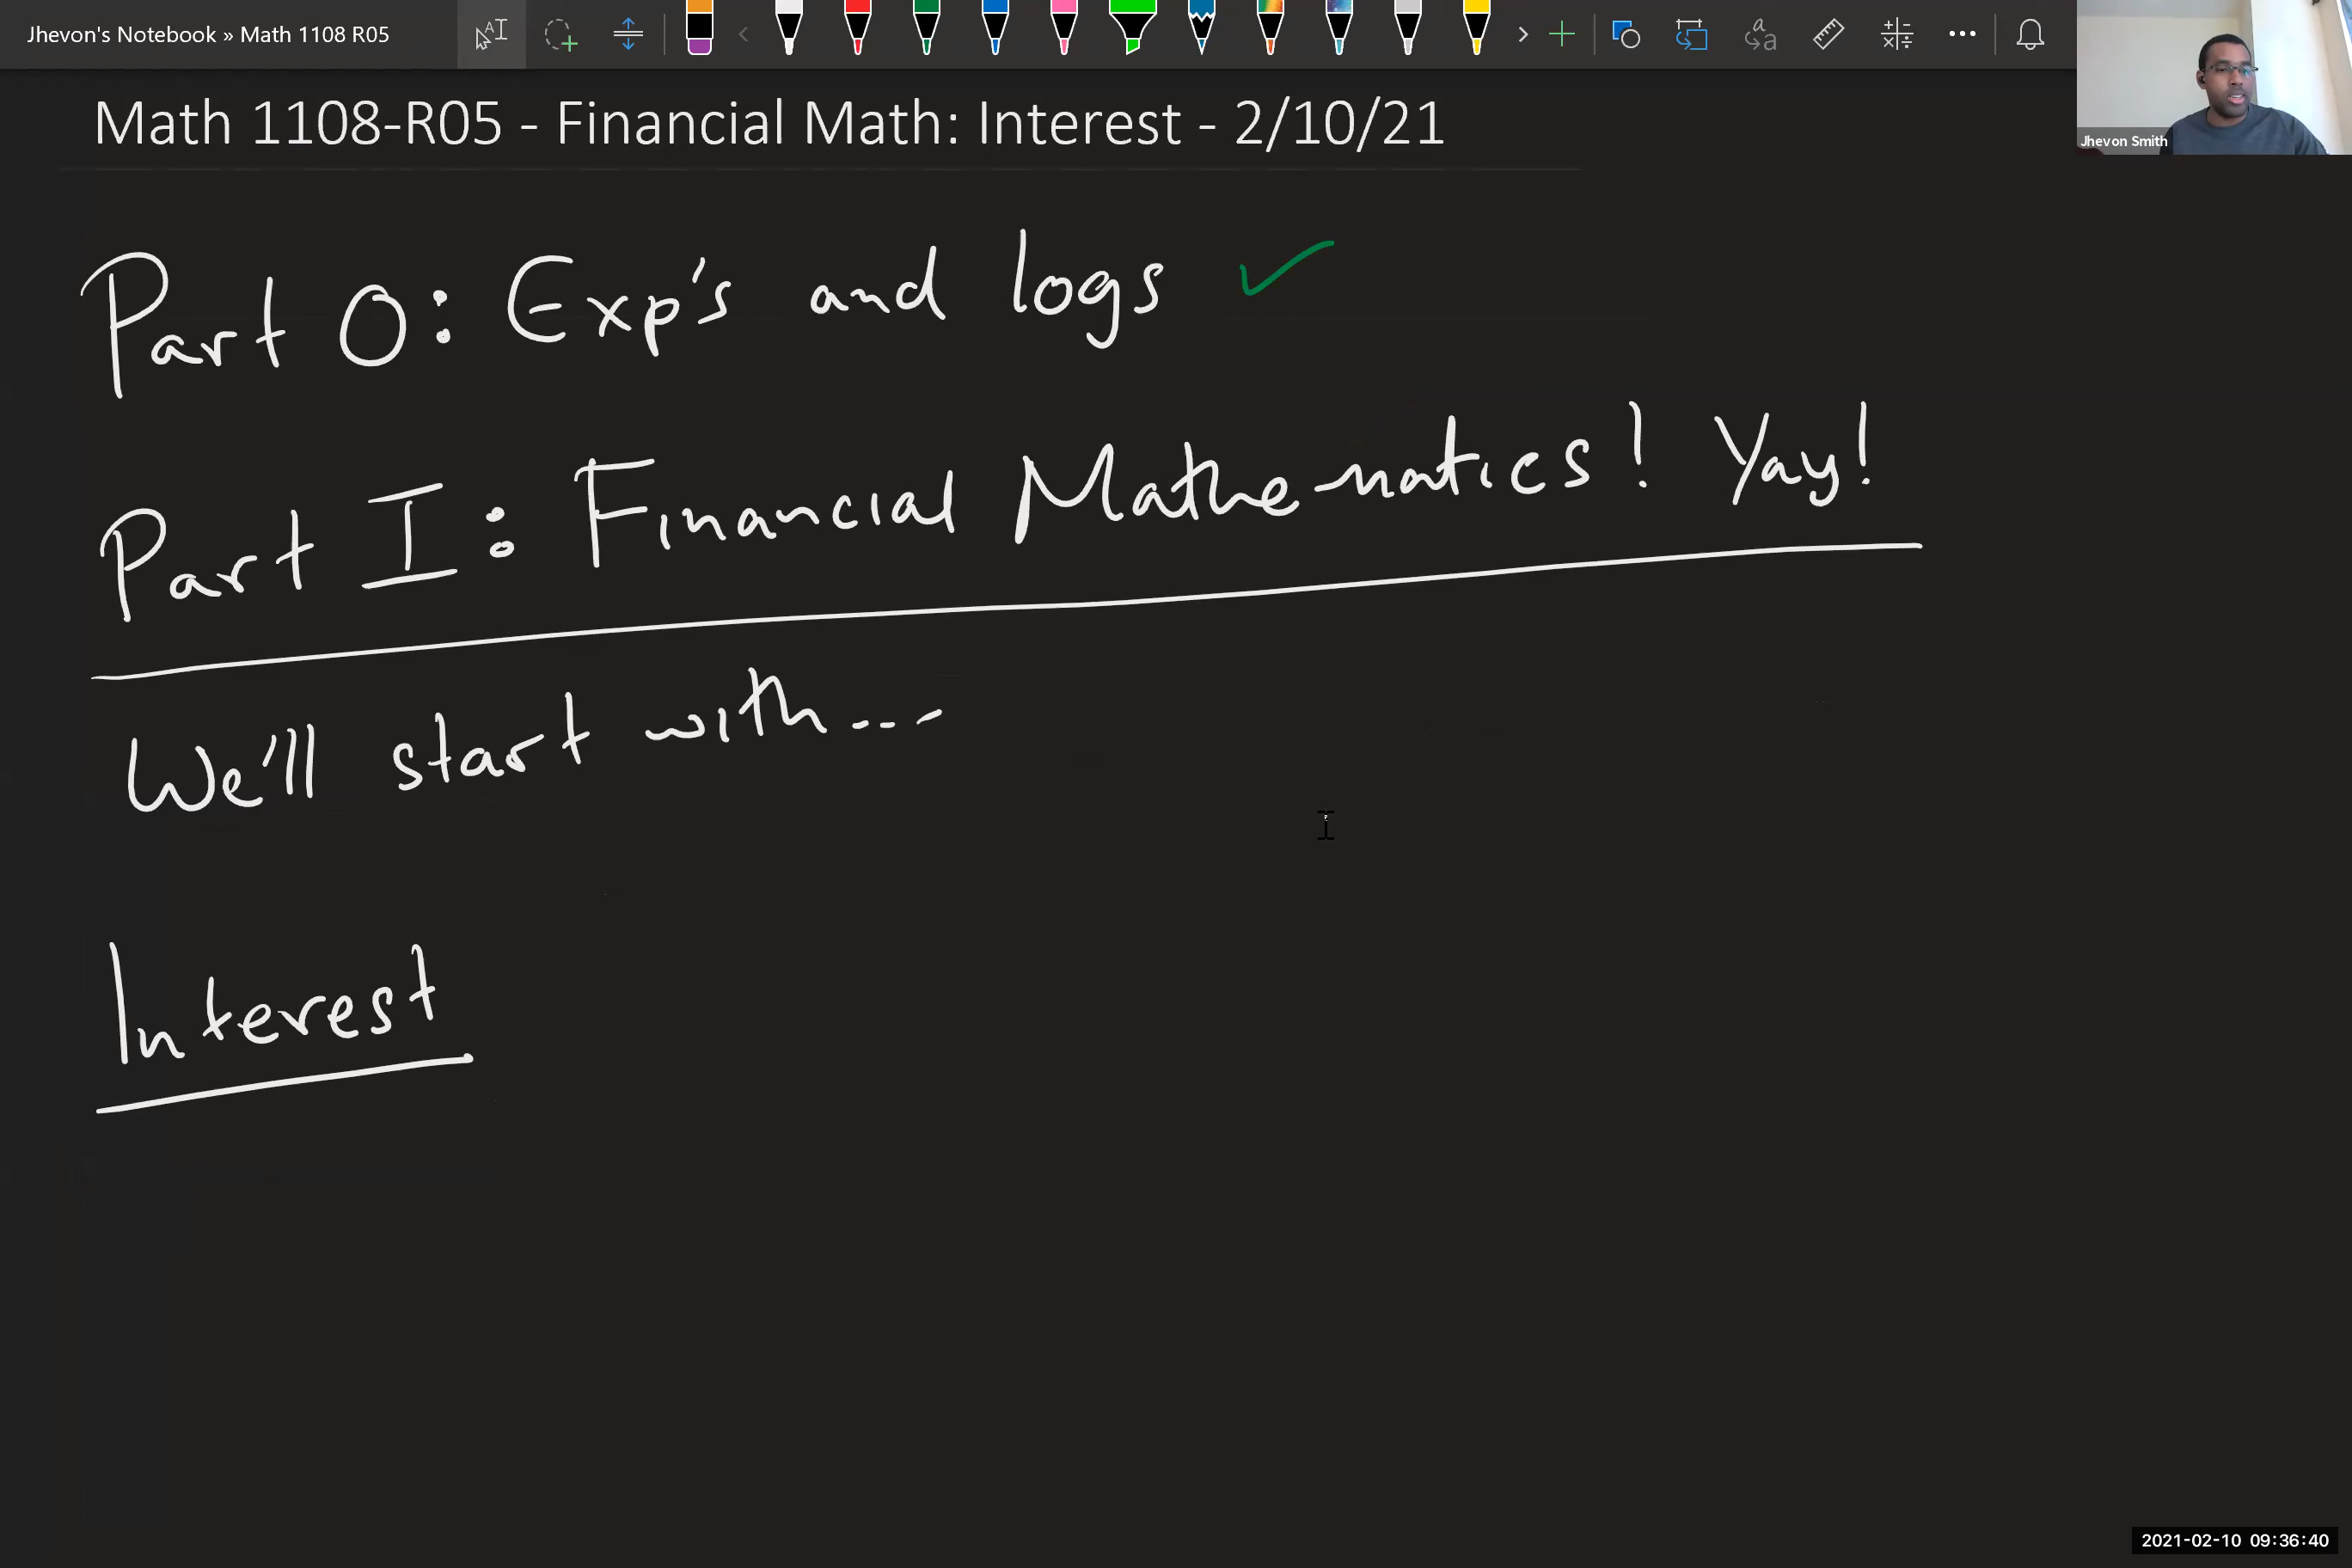 Jhevon's Notebook » Math 1108 R05
Math 1108-R05 - Financial Math: Interest - 2/10/21
Jhevon Smith
Part 0: Exp's and logs ✓
Part I: Financial Mathematics! Yay!
We'll start with...
Interest
2021-02-10 09:36:40